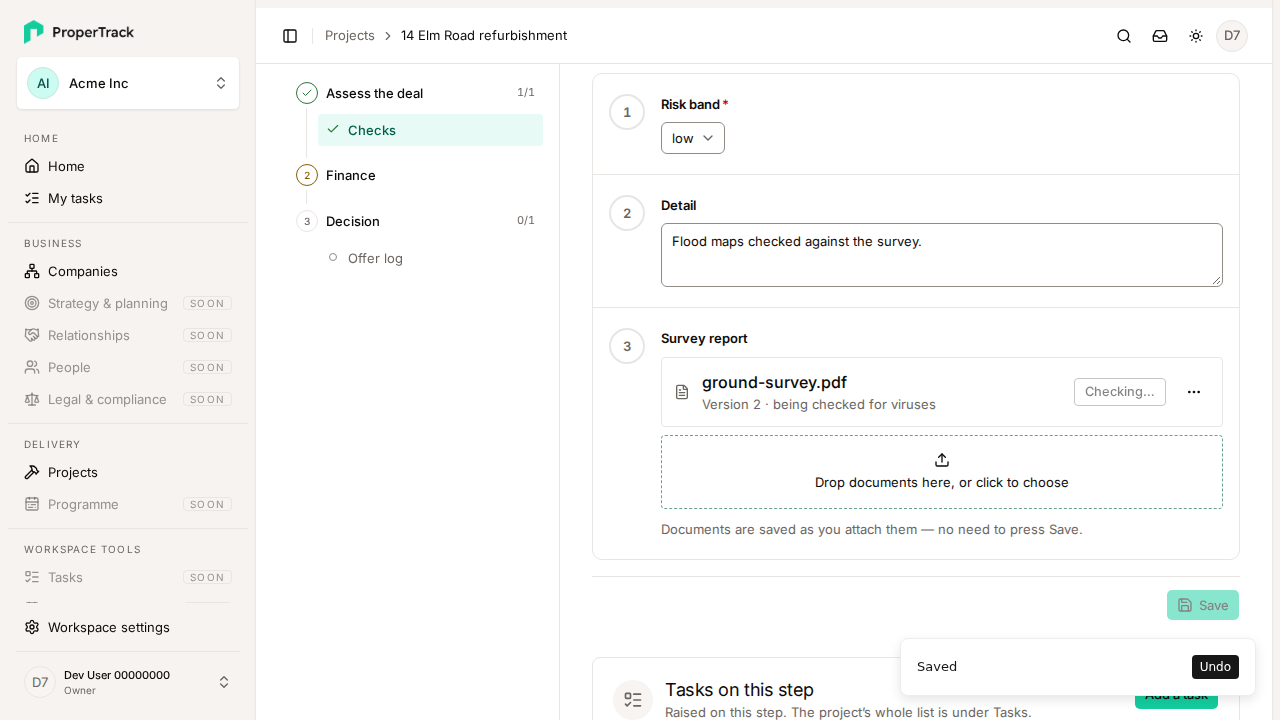 ProperTrack
AI
Acme Inc
HOME
Home
My tasks
BUSINESS
Companies
Strategy & planning SOON
Relationships SOON
People SOON
Legal & compliance SOON
DELIVERY
Projects
Programme SOON
WORKSPACE TOOLS
Tasks SOON
Workspace settings
D7
Dev User 00000000
Owner
Projects > 14 Elm Road refurbishment
D7
Assess the deal 1/1
Checks
2 Finance
3 Decision 0/1
Offer log
1
Risk band *
low
2
Detail
Flood maps checked against the survey.
3
Survey report
ground-survey.pdf
Version 2 · being checked for viruses
Checking...
Drop documents here, or click to choose
Documents are saved as you attach them — no need to press Save.
Save
Saved
Undo
Tasks on this step
Add a task
Raised on this step. The project's whole list is under Tasks.